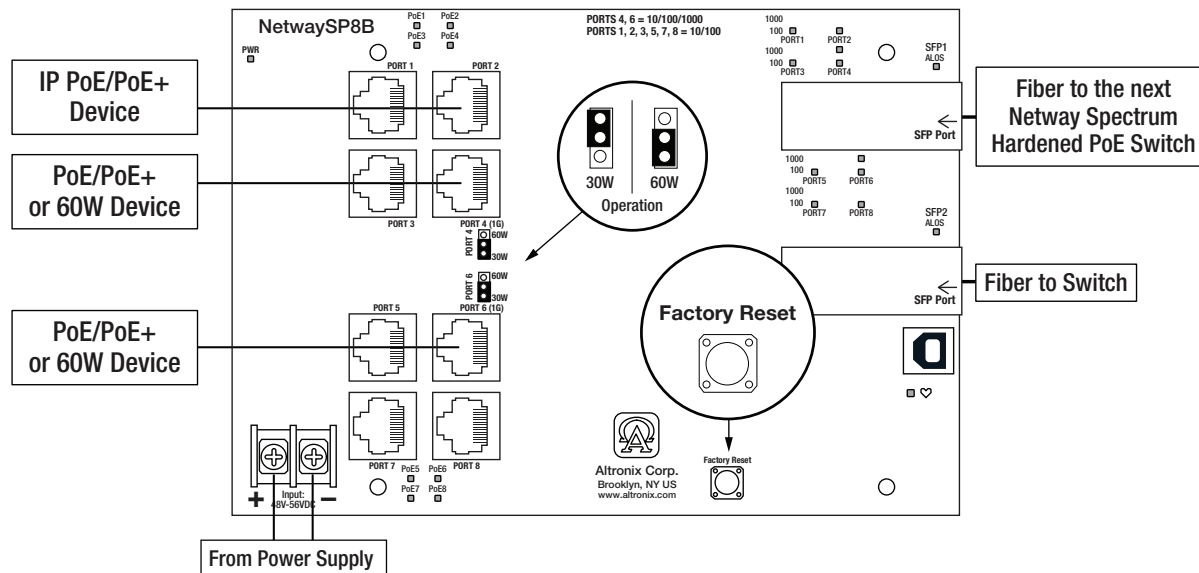 NetwaySP8B
PWR
PoE1
PoE2
PoE3
PoE4
PORTS 4, 6 = 10/100/1000
PORTS 1, 2, 3, 5, 7, 8 = 10/100
1000
100
PORT1
PORT2
1000
100
PORT3
PORT4
SFP1
ALOS
IP PoE/PoE+
Device
PORT 1
PORT 2
SFP Port
Fiber to the next
Netway Spectrum
Hardened PoE Switch
30W
60W
Operation
PoE/PoE+
or 60W Device
PORT 3
PORT 4 (1G)
PORT 4
60W
30W
PORT 6
60W
30W
1000
100
PORT5
PORT6
1000
100
PORT7
PORT8
SFP2
ALOS
SFP Port
Fiber to Switch
PoE/PoE+
or 60W Device
PORT 5
PORT 6 (1G)
Factory Reset
PORT 7
PORT 8
PoE5
PoE6
PoE7
PoE8
+
Input:
48V-56VDC
−
Altronix Corp.
Brooklyn, NY US
www.altronix.com
Factory Reset
From Power Supply